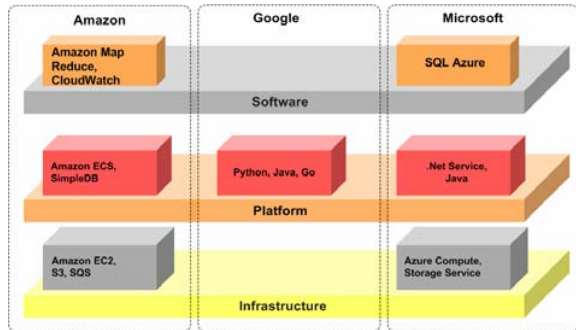 Amazon
Google
Microsoft
Amazon Map
Reduce,
CloudWatch
SQL Azure
Software
Amazon ECS,
SimpleDB
Python, Java, Go
.Net Service,
Java
Platform
Amazon EC2,
S3, SQS
Azure Compute,
Storage Service
Infrastructure